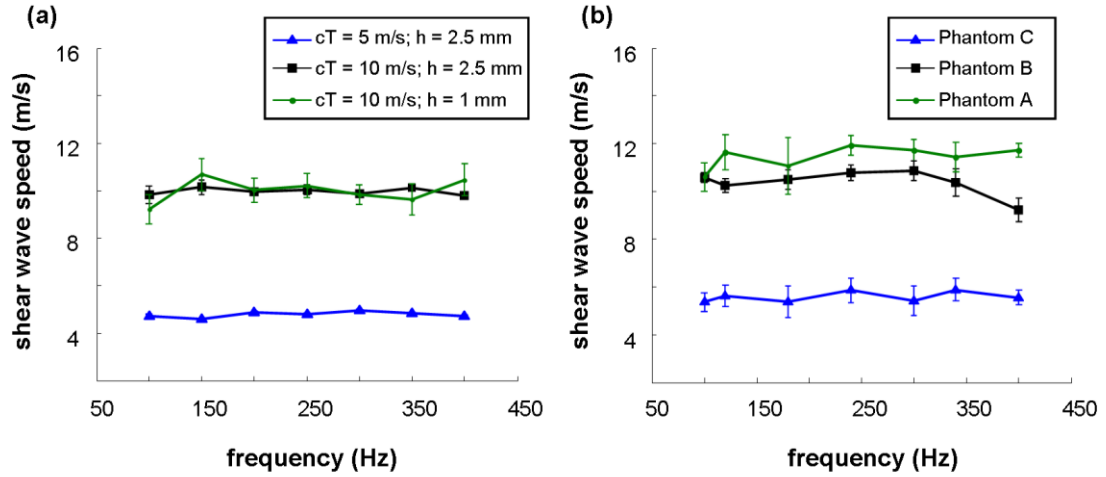 (a)
cT = 5 m/s; h = 2.5 mm
cT = 10 m/s; h = 2.5 mm
cT = 10 m/s; h = 1 mm
shear wave speed (m/s)
16
12
8
4
50 150 250 350 450
frequency (Hz)
(b)
Phantom C
Phantom B
Phantom A
shear wave speed (m/s)
16
12
8
4
50 150 250 350 450
frequency (Hz)